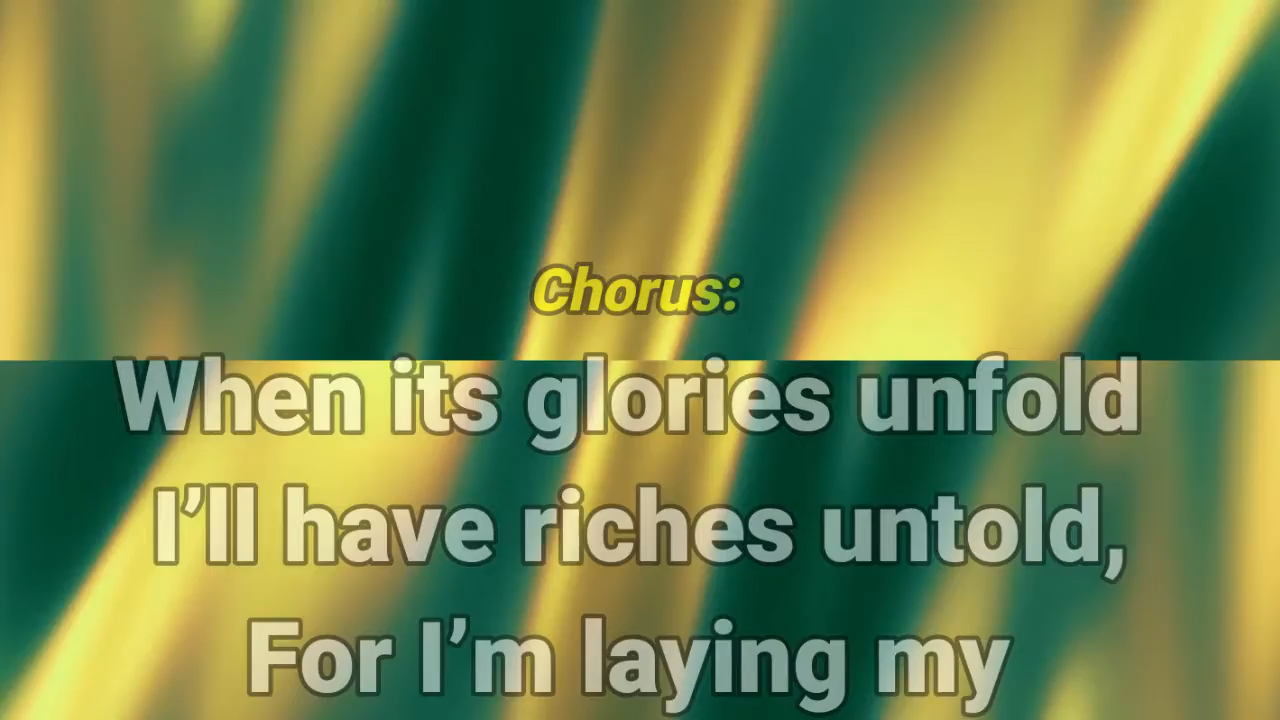 Chorus:
When its glories unfold
I’ll have riches untold,
For I’m laying my